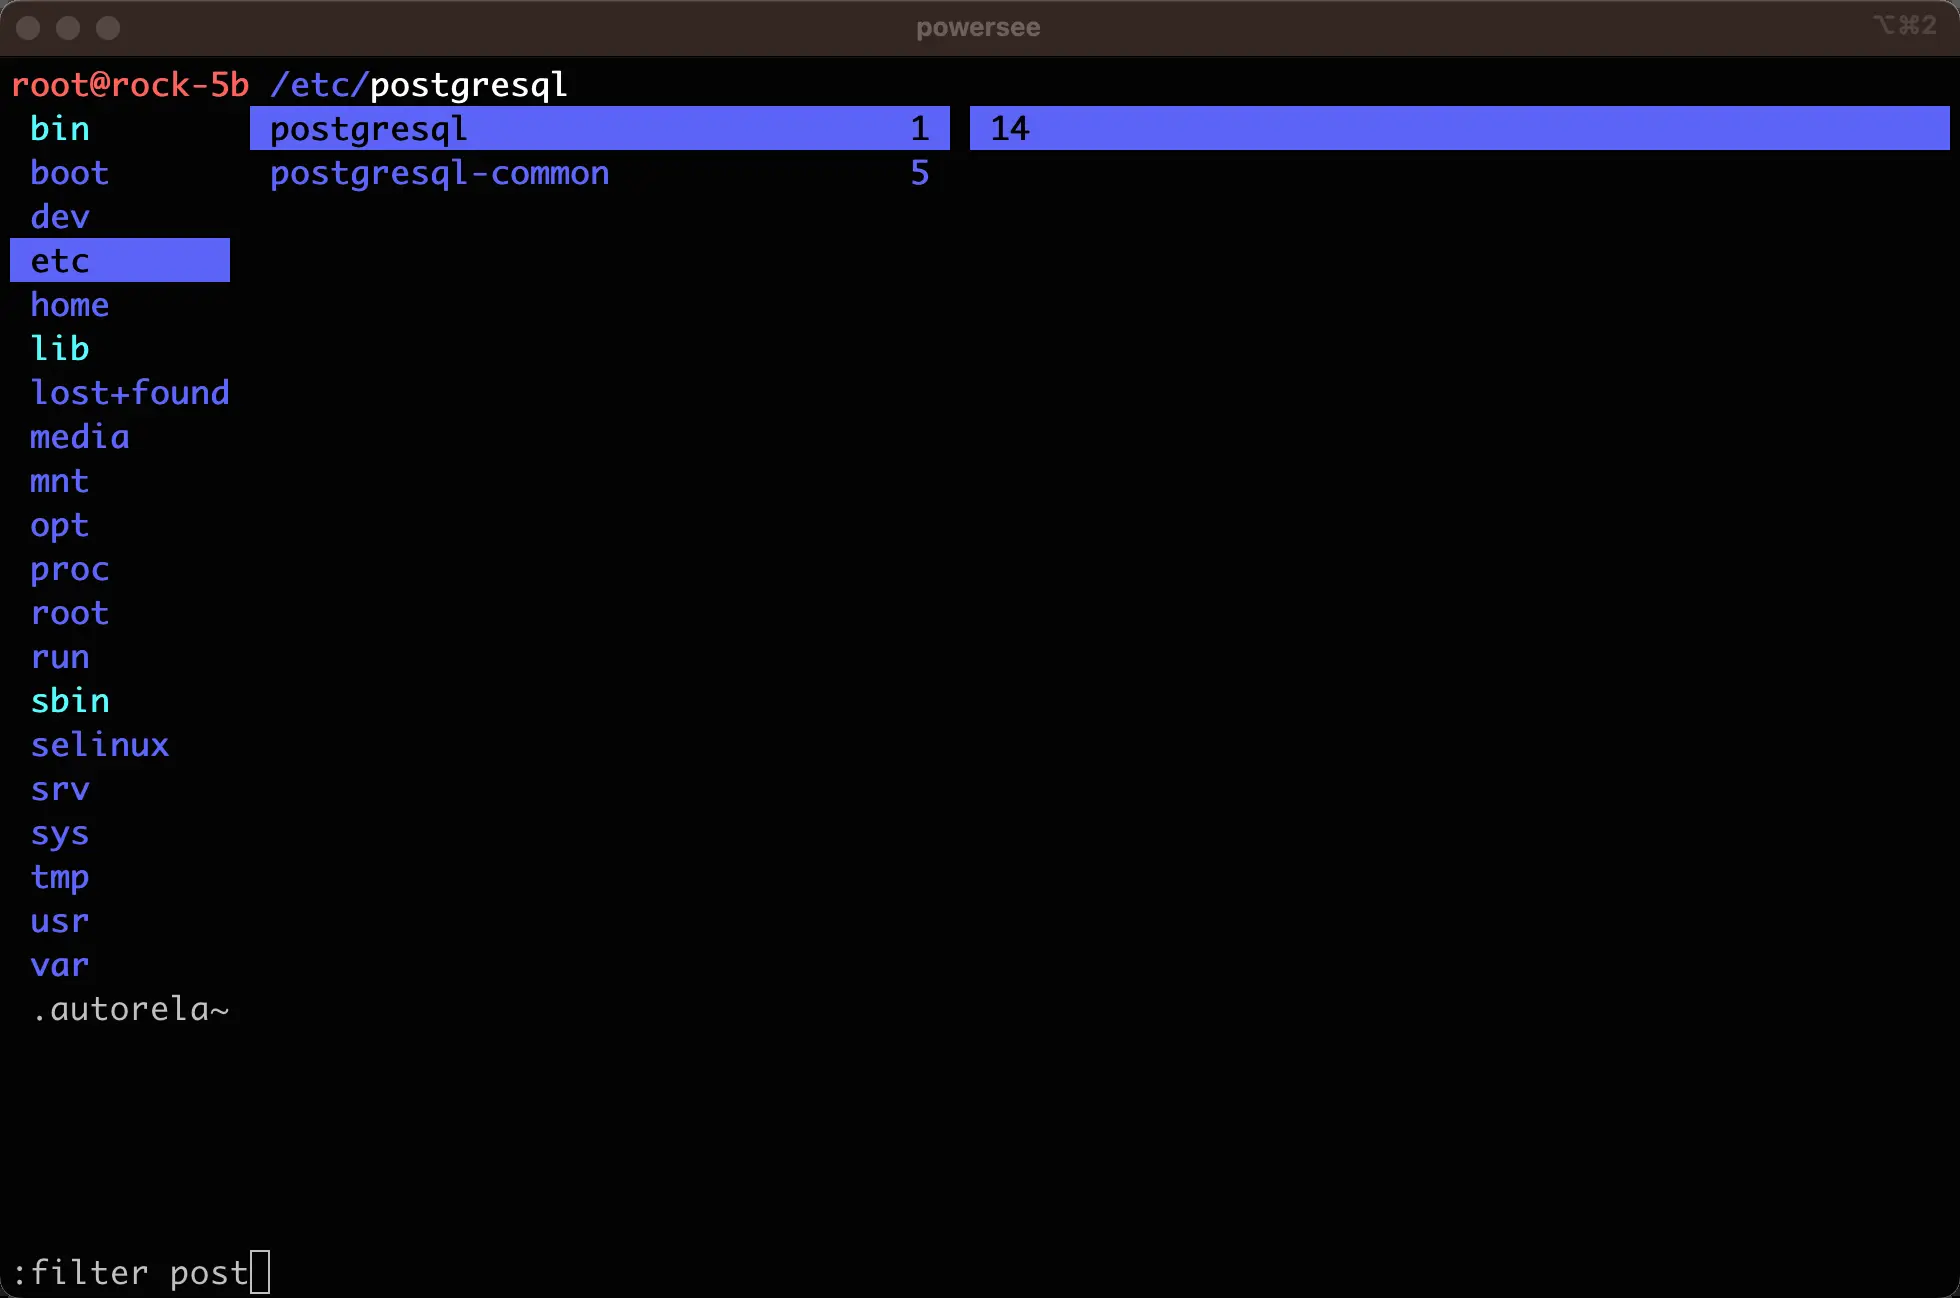 powersee
⌥⌘2
root@rock-5b /etc/postgresql
bin postgresql 1 14
boot postgresql-common 5
dev
etc
home
lib
lost+found
media
mnt
opt
proc
root
run
sbin
selinux
srv
sys
tmp
usr
var
.autorela~
:filter post